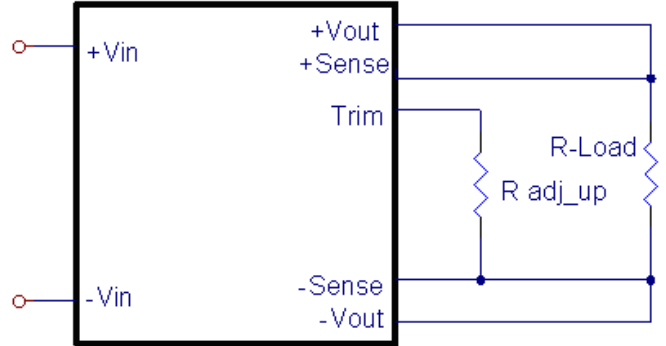 +Vin
+Vout
+Sense
Trim
R-Load
R adj_up
-Vin
-Sense
-Vout